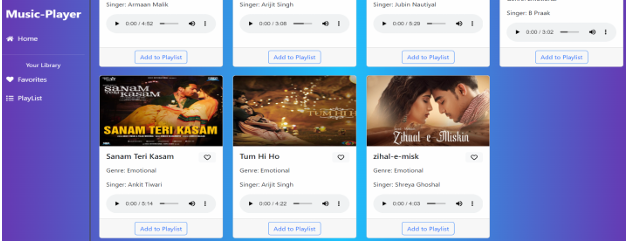 Music-Player
Home
Your Library
Favorites
PlayList
Singer: Armaan Malik
0:00 / 4:52
Add to Playlist
Singer: Arijit Singh
0:00 / 3:08
Add to Playlist
Singer: Jubin Nautiyal
0:00 / 5:29
Add to Playlist
Singer: B Praak
0:00 / 3:02
Add to Playlist
SANAM TERI KASAM
SANAM TERI KASAM
Sanam Teri Kasam
Genre: Emotional
Singer: Ankit Tiwari
0:00 / 5:14
Add to Playlist
TUM HI HO
Tum Hi Ho
Genre: Emotional
Singer: Arijit Singh
0:00 / 4:22
Add to Playlist
Zihaal-e-Miskin
zihal-e-misk
Genre: Emotional
Singer: Shreya Ghoshal
0:00 / 4:03
Add to Playlist